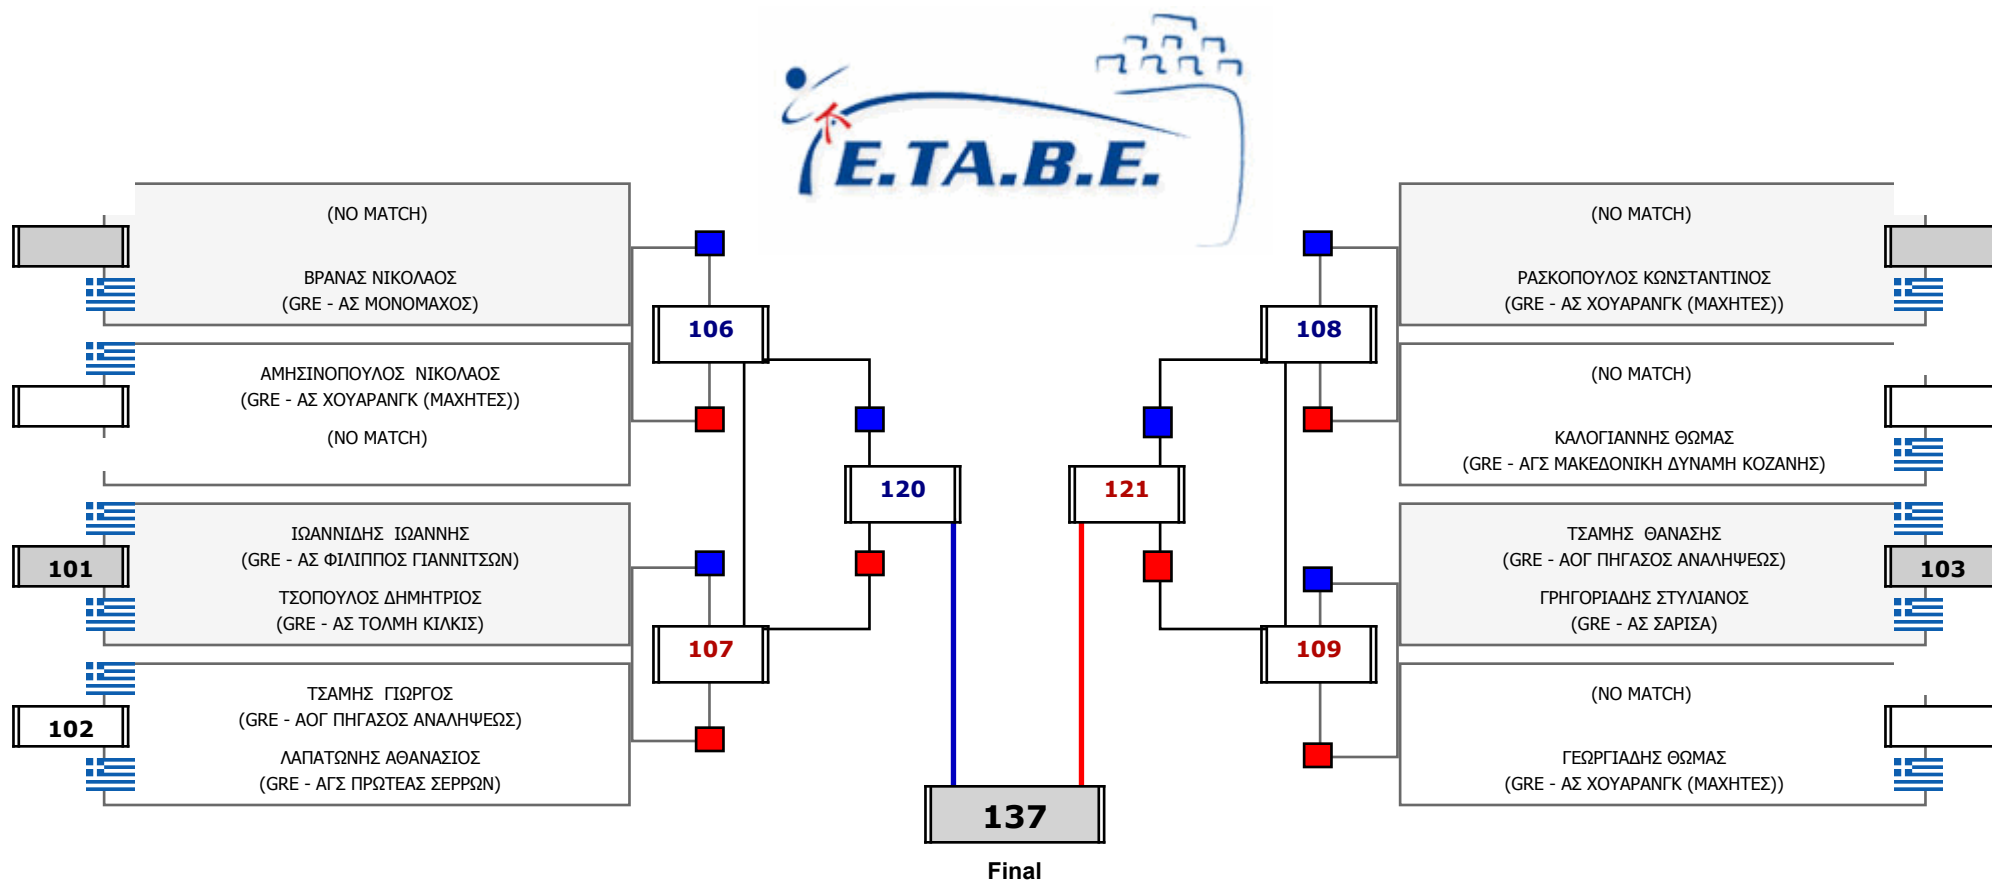 E.TA.B.E.
(NO MATCH)
ΒΡΑΝΑΣ ΝΙΚΟΛΑΟΣ
(GRE - ΑΣ ΜΟΝΟΜΑΧΟΣ)
ΑΜΗΣΙΝΟΠΟΥΛΟΣ ΝΙΚΟΛΑΟΣ
(GRE - ΑΣ ΧΟΥΑΡΑΝΓΚ (ΜΑΧΗΤΕΣ))
(NO MATCH)
101
ΙΩΑΝΝΙΔΗΣ ΙΩΑΝΝΗΣ
(GRE - ΑΣ ΦΙΛΙΠΠΟΣ ΓΙΑΝΝΙΤΣΩΝ)
ΤΣΟΠΟΥΛΟΣ ΔΗΜΗΤΡΙΟΣ
(GRE - ΑΣ ΤΟΛΜΗ ΚΙΛΚΙΣ)
102
ΤΣΑΜΗΣ ΓΙΩΡΓΟΣ
(GRE - ΑΟΓ ΠΗΓΑΣΟΣ ΑΝΑΛΗΨΕΩΣ)
ΛΑΠΑΤΩΝΗΣ ΑΘΑΝΑΣΙΟΣ
(GRE - ΑΓΣ ΠΡΩΤΕΑΣ ΣΕΡΡΩΝ)
106
107
120
137
Final
121
108
109
(NO MATCH)
ΡΑΣΚΟΠΟΥΛΟΣ ΚΩΝΣΤΑΝΤΙΝΟΣ
(GRE - ΑΣ ΧΟΥΑΡΑΝΓΚ (ΜΑΧΗΤΕΣ))
(NO MATCH)
ΚΑΛΟΓΙΑΝΝΗΣ ΘΩΜΑΣ
(GRE - ΑΓΣ ΜΑΚΕΔΟΝΙΚΗ ΔΥΝΑΜΗ ΚΟΖΑΝΗΣ)
ΤΣΑΜΗΣ ΘΑΝΑΣΗΣ
(GRE - ΑΟΓ ΠΗΓΑΣΟΣ ΑΝΑΛΗΨΕΩΣ)
103
ΓΡΗΓΟΡΙΑΔΗΣ ΣΤΥΛΙΑΝΟΣ
(GRE - ΑΣ ΣΑΡΙΣΑ)
(NO MATCH)
ΓΕΩΡΓΙΑΔΗΣ ΘΩΜΑΣ
(GRE - ΑΣ ΧΟΥΑΡΑΝΓΚ (ΜΑΧΗΤΕΣ))